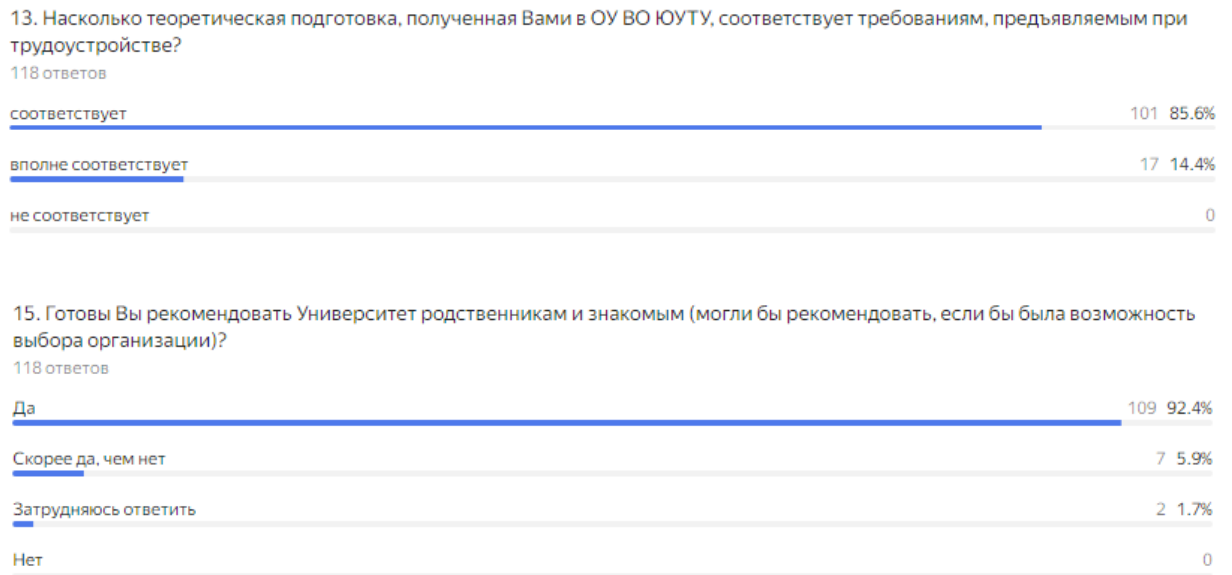 13. Насколько теоретическая подготовка, полученная Вами в ОУ ВО ЮУТУ, соответствует требованиям, предъявляемым при
трудоустройстве?
118 ответов
соответствует 101 85.6%
вполне соответствует 17 14.4%
не соответствует 0
15. Готовы Вы рекомендовать Университет родственникам и знакомым (могли бы рекомендовать, если бы была возможность
выбора организации)?
118 ответов
Да 109 92.4%
Скорее да, чем нет 7 5.9%
Затрудняюсь ответить 2 1.7%
Нет 0